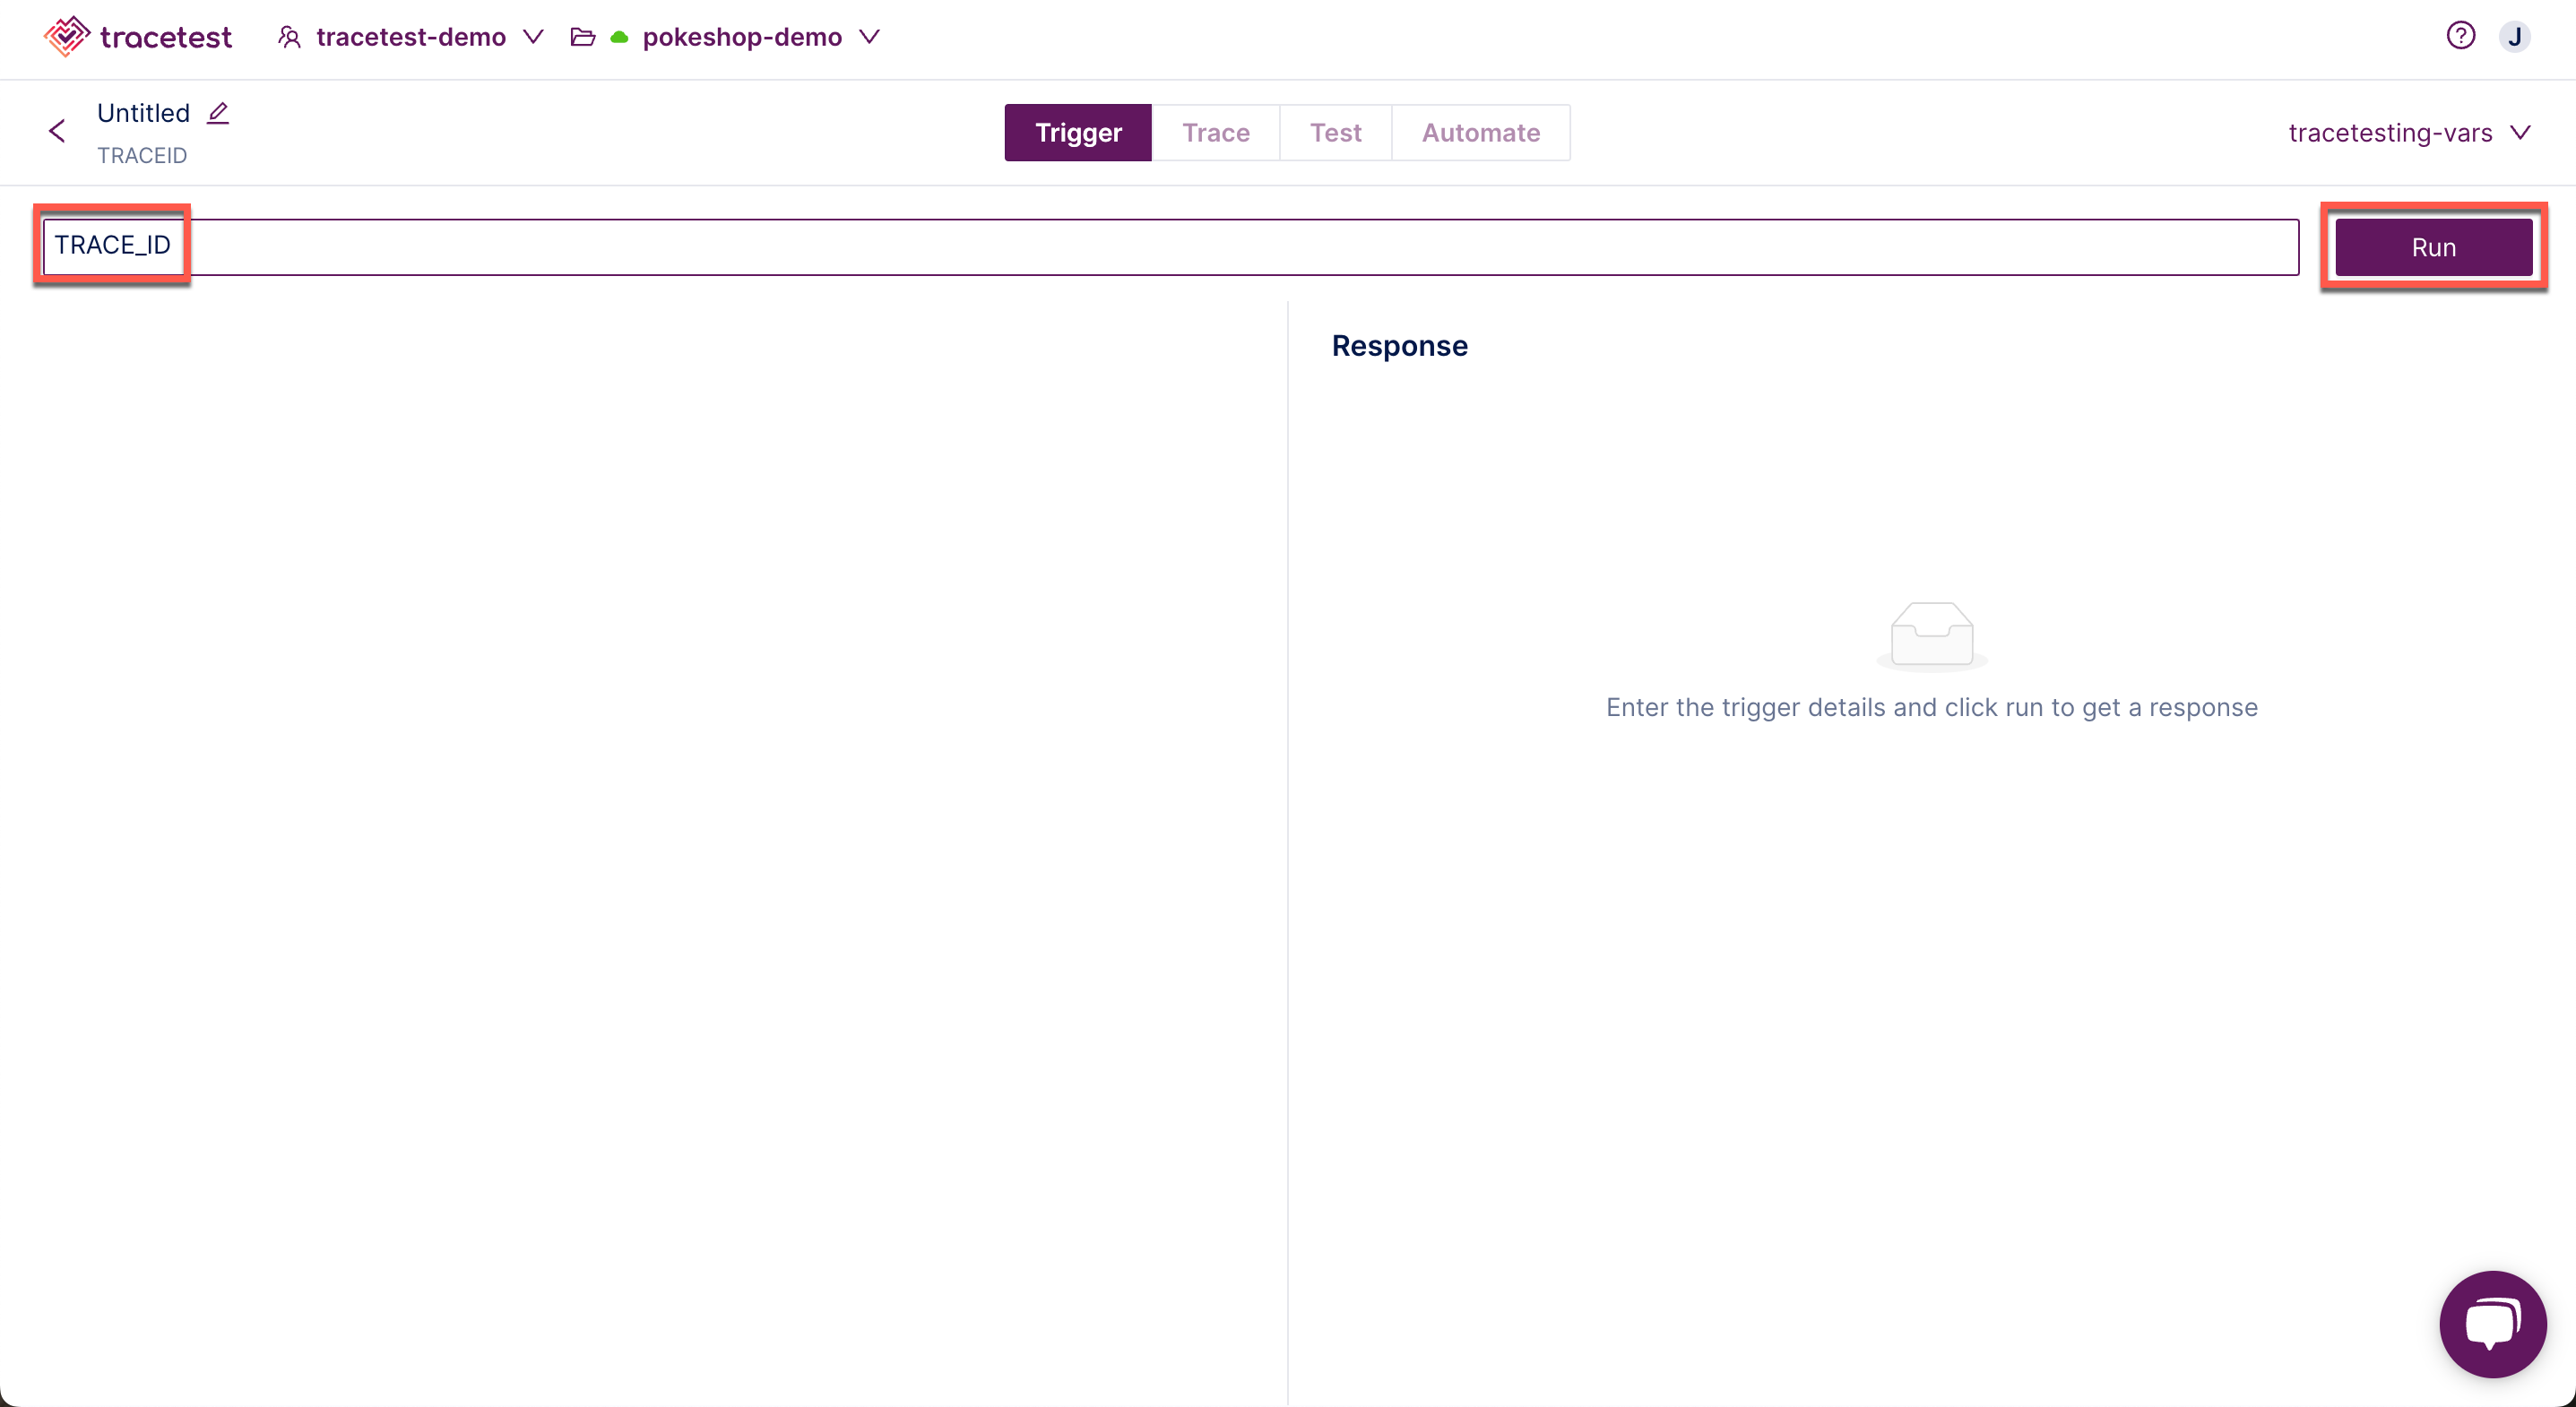 tracetest tracetest-demo pokeshop-demo ? J
Untitled
TRACEID
Trigger Trace Test Automate
tracetesting-vars
TRACE_ID
Run
Response
Enter the trigger details and click run to get a response